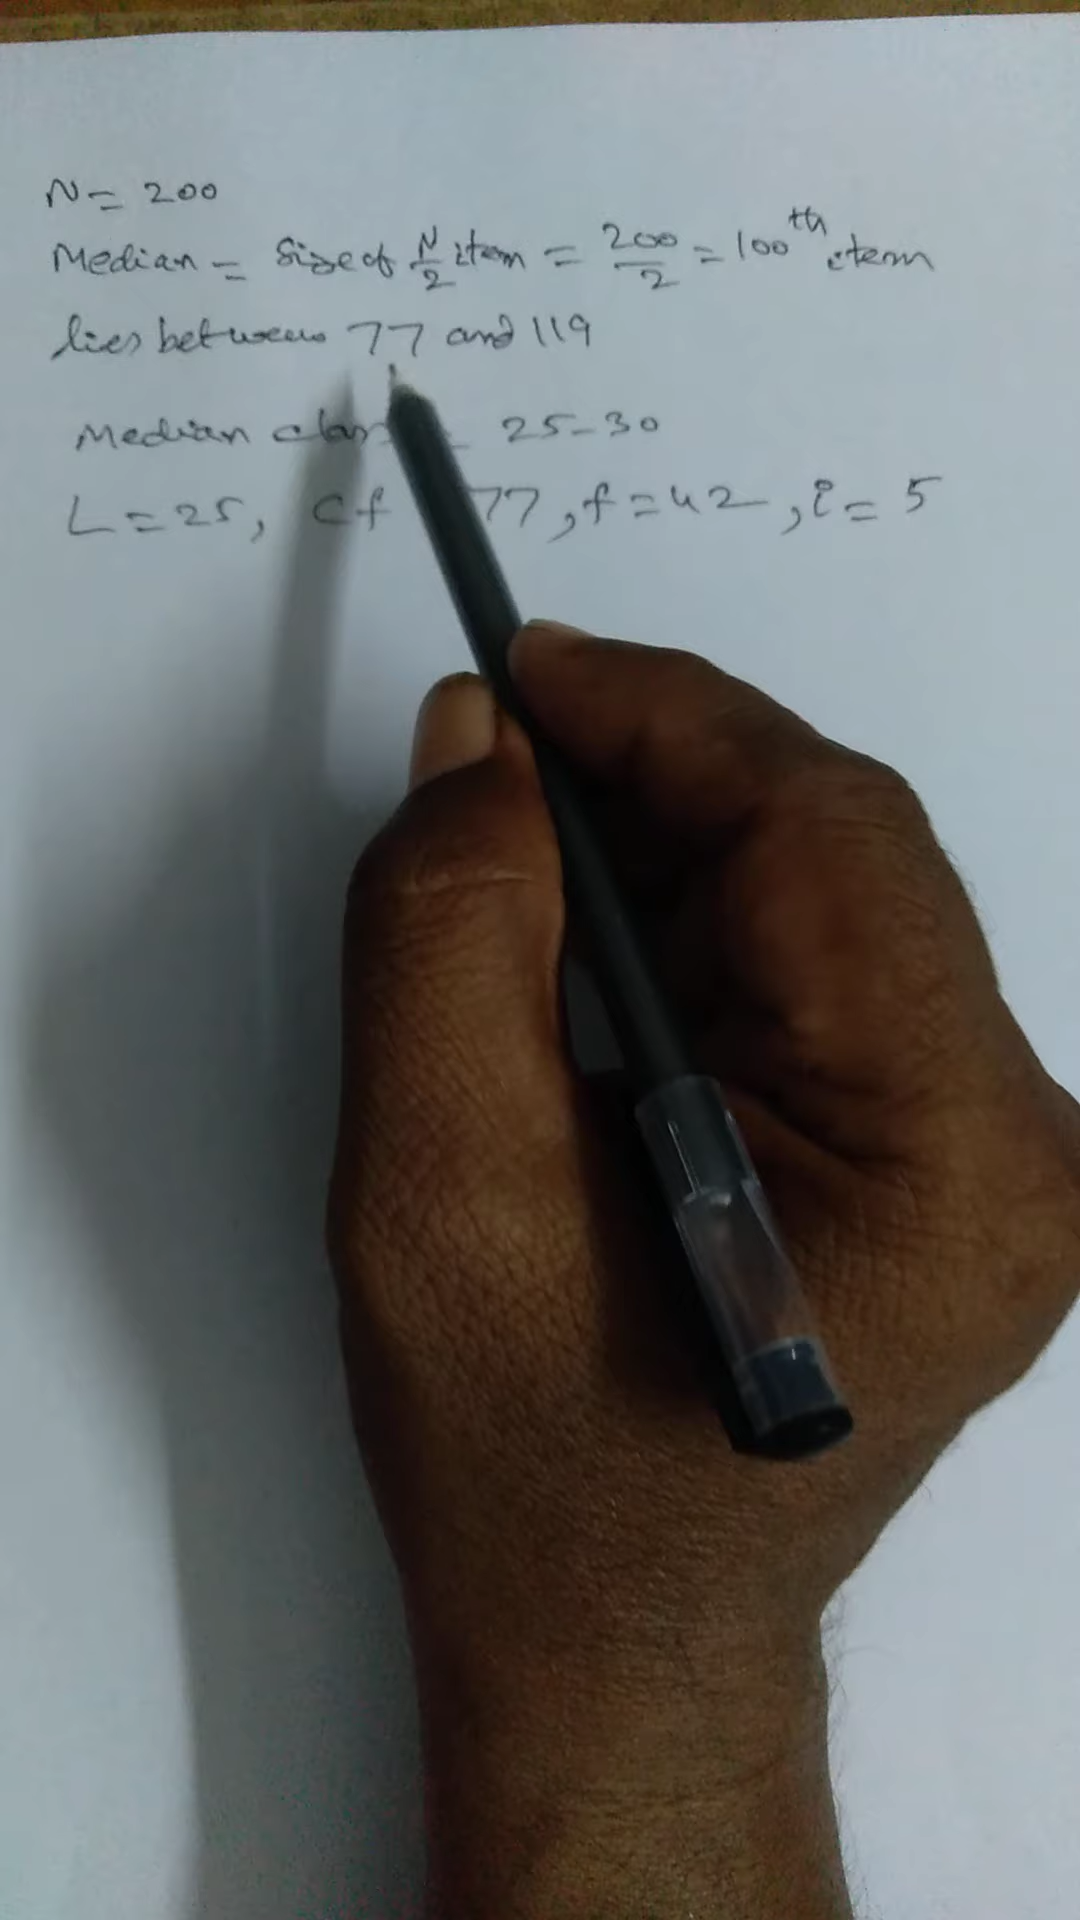 N = 200
Median = Size of N/2 item = 200/2 = 100th item
lies between 77 and 119
Median 25-30
L = 25, cf 77, f = 42, i = 5